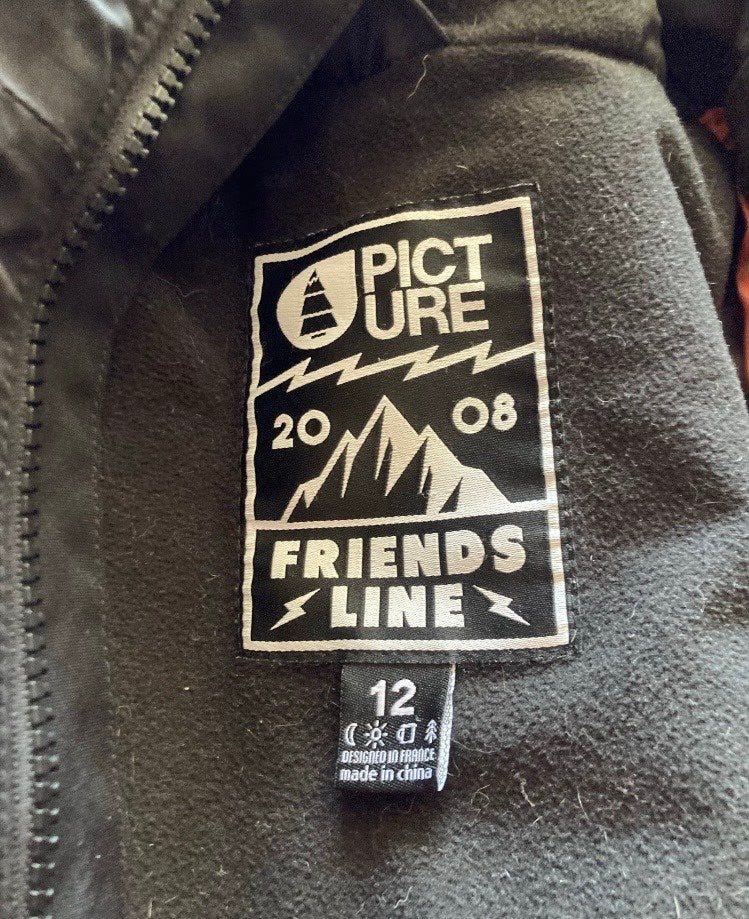 PICT
URE
20 08
FRIENDS
LINE
12
DESIGNED IN FRANCE
made in china